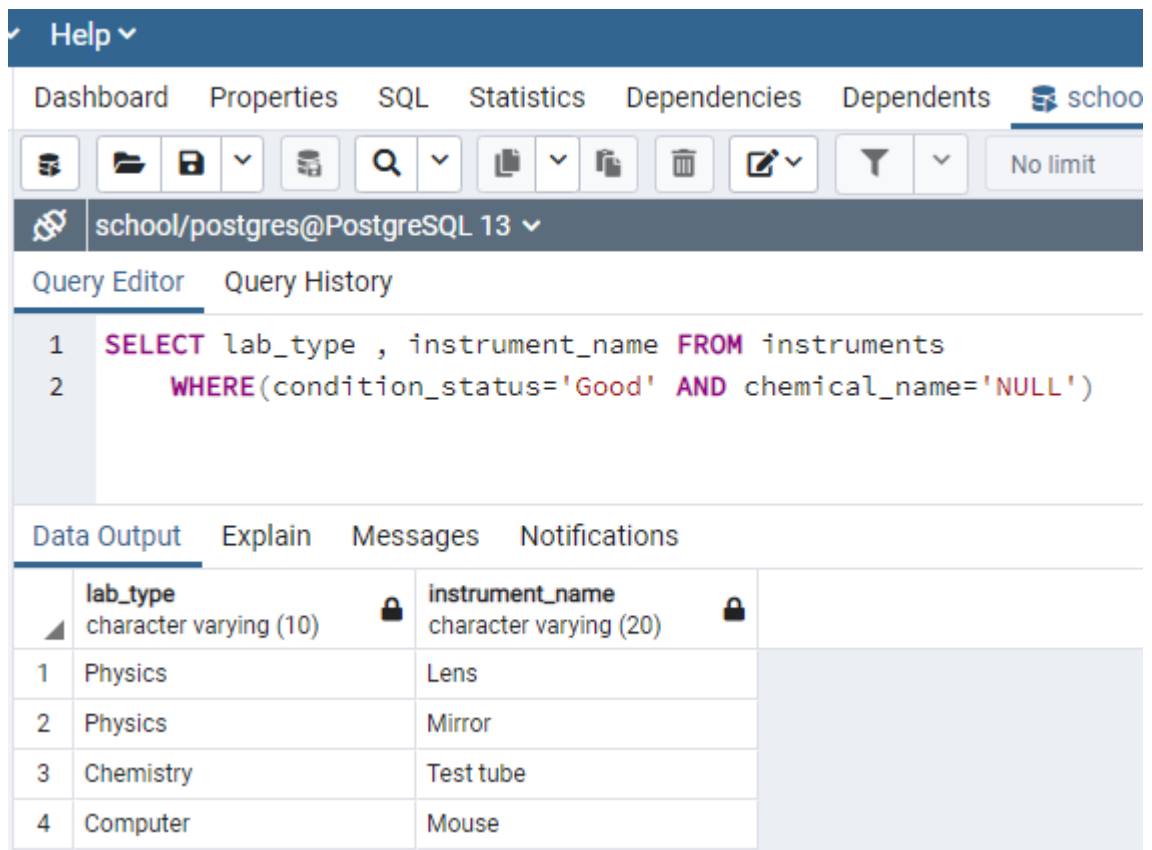 Help
Dashboard Properties SQL Statistics Dependencies Dependents schoo
No limit
school/postgres@PostgreSQL 13
Query Editor Query History
1 SELECT lab_type , instrument_name FROM instruments
2 WHERE(condition_status='Good' AND chemical_name='NULL')
Data Output Explain Messages Notifications
lab_type instrument_name
character varying (10) character varying (20)
1 Physics Lens
2 Physics Mirror
3 Chemistry Test tube
4 Computer Mouse